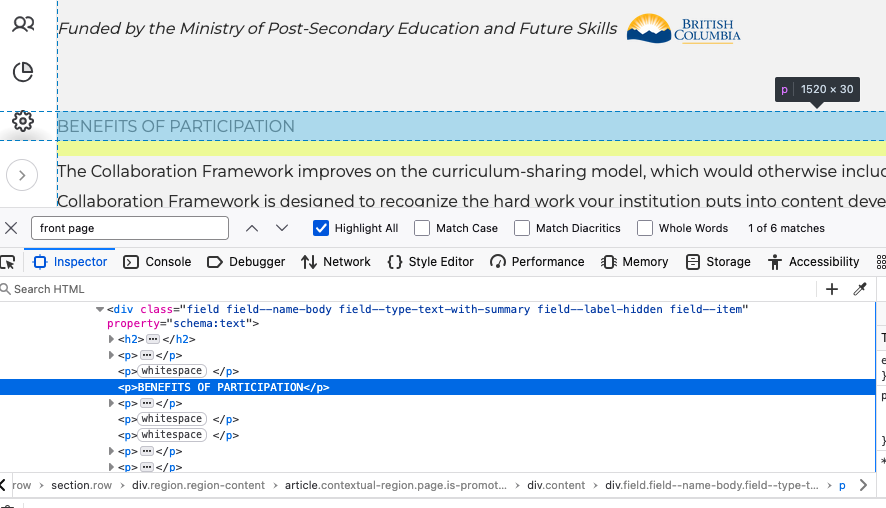 Funded by the Ministry of Post-Secondary Education and Future Skills
BRITISH
COLUMBIA
p 1520 × 30
BENEFITS OF PARTICIPATION
The Collaboration Framework improves on the curriculum-sharing model, which would otherwise inclu
Collaboration Framework is designed to recognize the hard work your institution puts into content deve
front page
Highlight All
Match Case
Match Diacritics
Whole Words
1 of 6 matches
Inspector
Console
Debugger
Network
Style Editor
Performance
Memory
Storage
Accessibility
Search HTML
<div class="field field--name-body field--type-text-with-summary field--label-hidden field--item"
property="schema:text">
<h2>⋯</h2>
<p>⋯</p>
<p>whitespace </p>
<p>BENEFITS OF PARTICIPATION</p>
<p>⋯</p>
<p>whitespace </p>
<p>whitespace </p>
<p>⋯</p>
<p>⋯</p>
row > section.row > div.region.region-content > article.contextual-region.page.is-promot... > div.content > div.field.field--name-body.field--type-t... > p